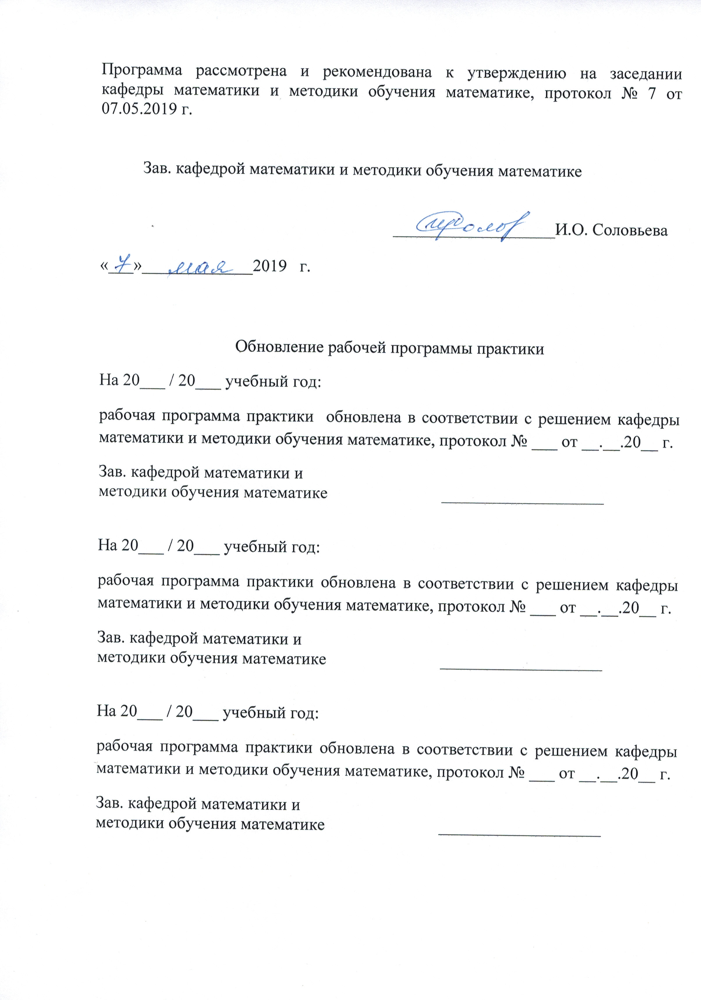 Программа рассмотрена и рекомендована к утверждению на заседании
кафедры математики и методики обучения математике, протокол № 7 от
07.05.2019 г.
Зав. кафедрой математики и методики обучения математике
____________________И.О. Соловьева
«7» мая 2019 г.
Обновление рабочей программы практики
На 20___ / 20___ учебный год:
рабочая программа практики обновлена в соответствии с решением кафедры
математики и методики обучения математике, протокол № ___ от __.__.20__ г.
Зав. кафедрой математики и
методики обучения математике ___________________
На 20___ / 20___ учебный год:
рабочая программа практики обновлена в соответствии с решением кафедры
математики и методики обучения математике, протокол № ___ от __.__.20__ г.
Зав. кафедрой математики и
методики обучения математике ___________________
На 20___ / 20___ учебный год:
рабочая программа практики обновлена в соответствии с решением кафедры
математики и методики обучения математике, протокол № ___ от __.__.20__ г.
Зав. кафедрой математики и
методики обучения математике ___________________